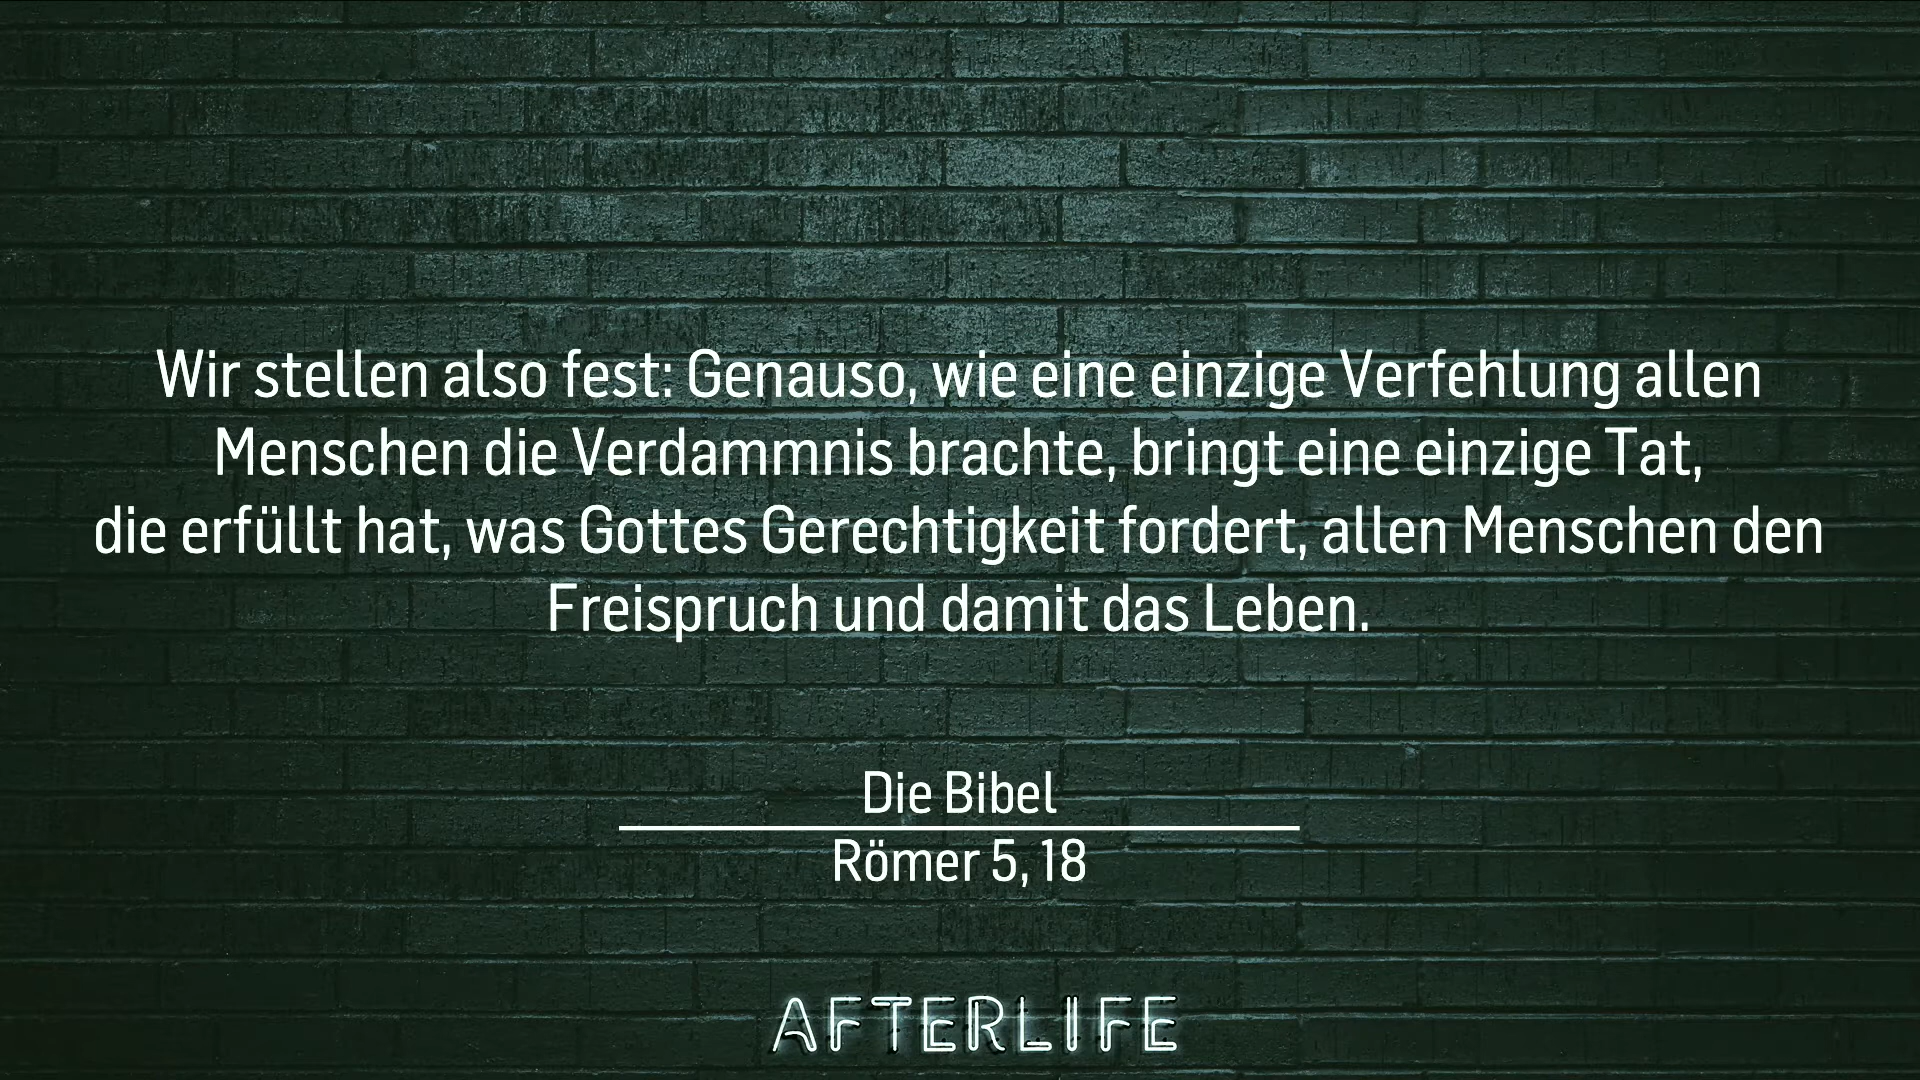 Wir stellen also fest: Genauso, wie eine einzige Verfehlung allen
Menschen die Verdammnis brachte, bringt eine einzige Tat,
die erfüllt hat, was Gottes Gerechtigkeit fordert, allen Menschen den
Freispruch und damit das Leben.
Die Bibel
Römer 5, 18
AFTERLIFE